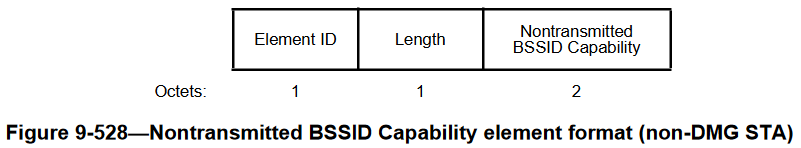 Element ID
Length
Nontransmitted
BSSID Capability
Octets: 1 1 2
Figure 9-528—Nontransmitted BSSID Capability element format (non-DMG STA)